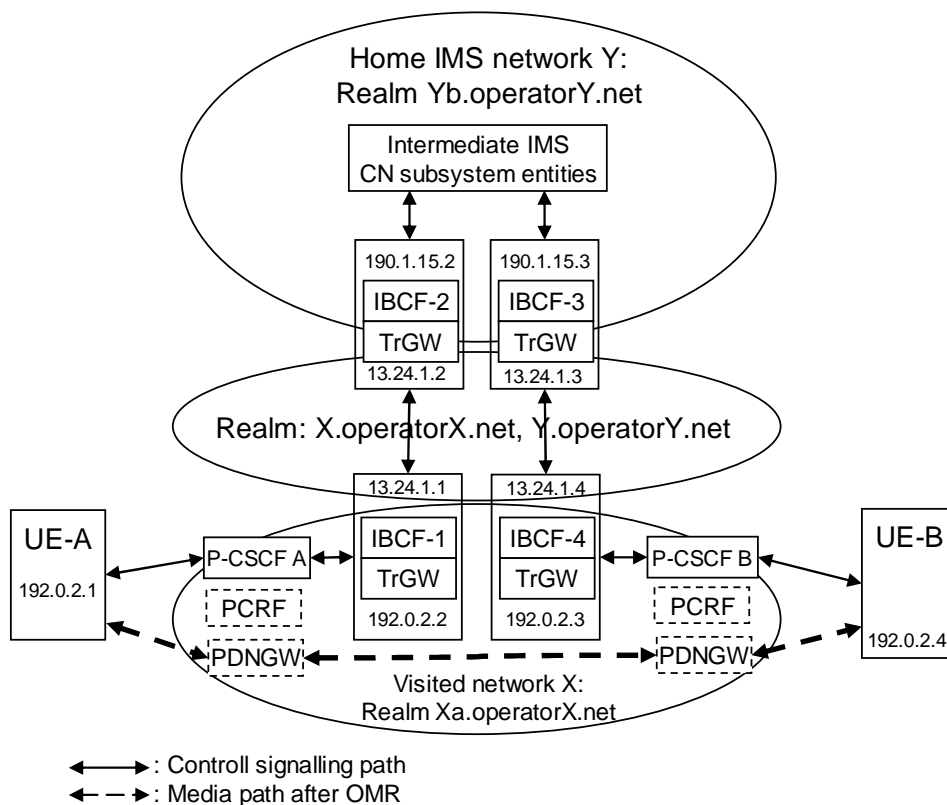 Home IMS network Y:
Realm Yb.operatorY.net
Intermediate IMS
CN subsystem entities
190.1.15.2
190.1.15.3
IBCF-2
IBCF-3
TrGW
TrGW
13.24.1.2
13.24.1.3
Realm: X.operatorX.net, Y.operatorY.net
13.24.1.1
13.24.1.4
UE-A
192.0.2.1
P-CSCF A
IBCF-1
IBCF-4
P-CSCF B
UE-B
192.0.2.4
TrGW
TrGW
PCRF
PCRF
192.0.2.2
192.0.2.3
PDNGW
PDNGW
Visited network X:
Realm Xa.operatorX.net
: Controll signalling path
: Media path after OMR